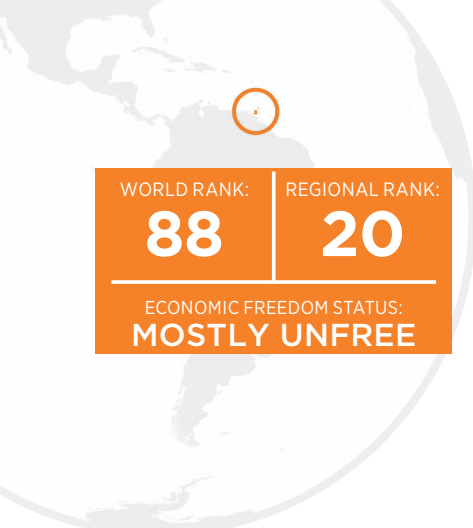 WORLD RANK:
88
REGIONAL RANK:
20
ECONOMIC FREEDOM STATUS:
MOSTLY UNFREE